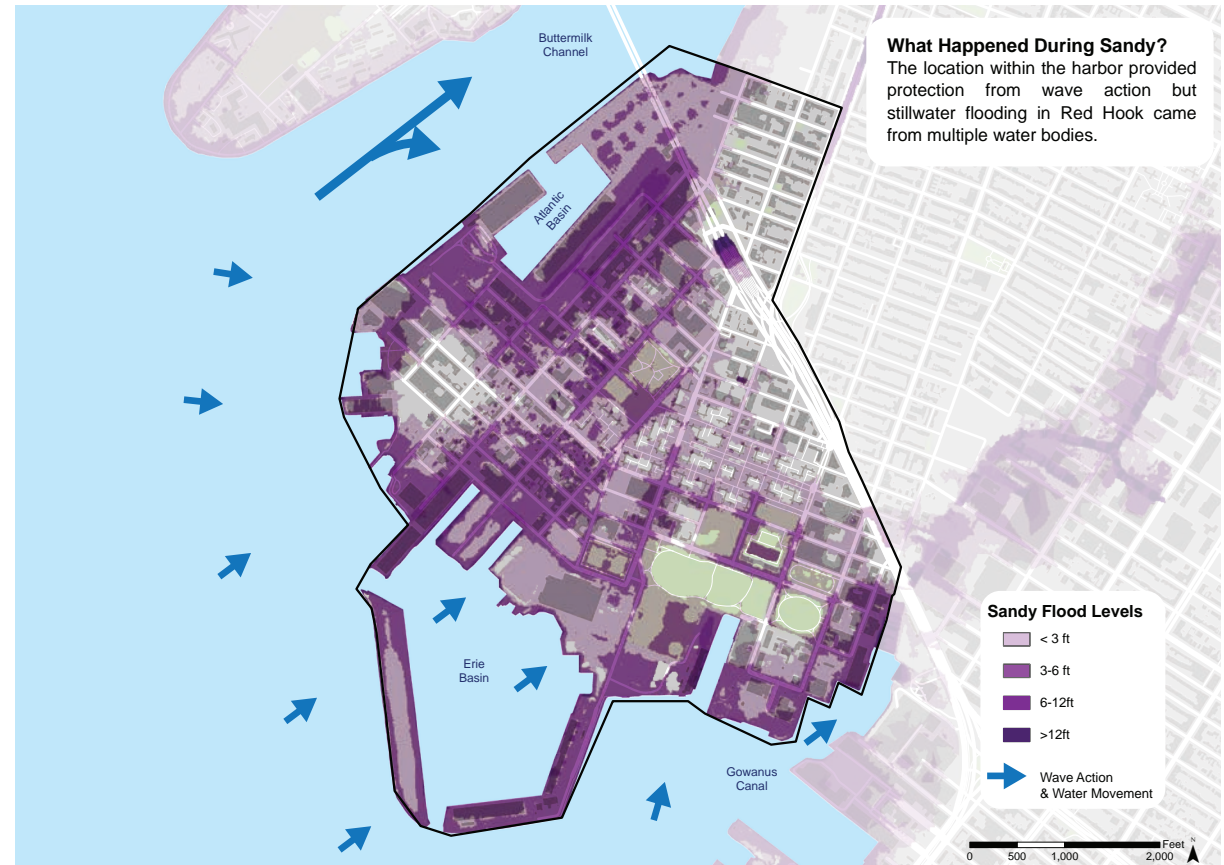 Buttermilk
Channel
What Happened During Sandy?
The location within the harbor provided
protection from wave action but
stillwater flooding in Red Hook came
from multiple water bodies.
Atlantic
Basin
Erie
Basin
Gowanus
Canal
Sandy Flood Levels
< 3 ft
3-6 ft
6-12ft
>12ft
Wave Action
& Water Movement
Feet
N
0 500 1,000 2,000